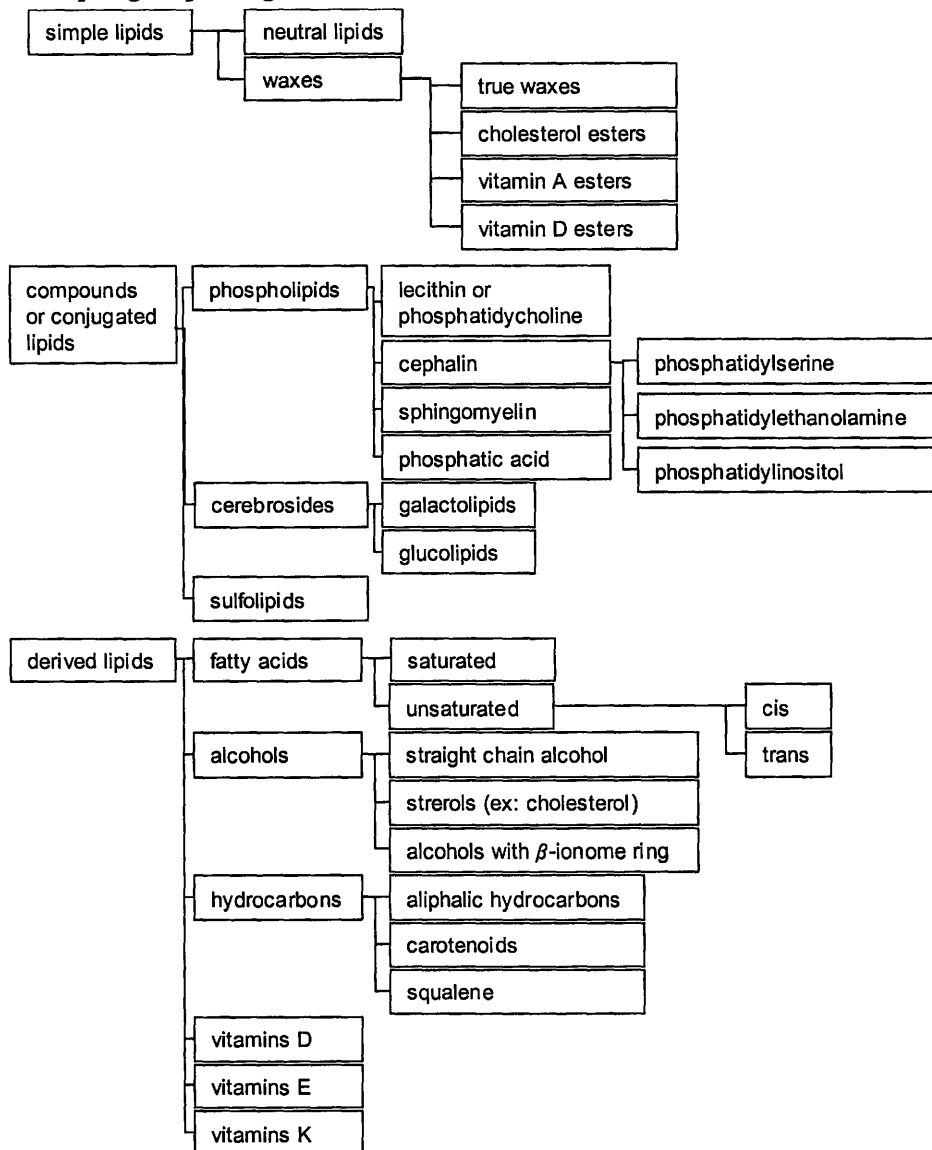 simple lipids
neutral lipids
waxes
true waxes
cholesterol esters
vitamin A esters
vitamin D esters
compounds
or conjugated
lipids
phospholipids
lecithin or
phosphatidycholine
cephalin
phosphatidylserine
phosphatidylethanolamine
phosphatidylinositol
sphingomyelin
phosphatic acid
cerebrosides
galactolipids
glucolipids
sulfolipids
derived lipids
fatty acids
saturated
unsaturated
cis
trans
alcohols
straight chain alcohol
strerols (ex: cholesterol)
alcohols with β-ionome ring
hydrocarbons
aliphalic hydrocarbons
carotenoids
squalene
vitamins D
vitamins E
vitamins K